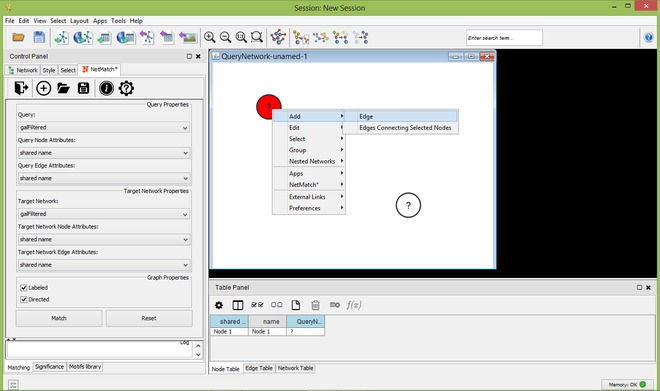 Session: New Session
File Edit View Select Layout Apps Tools Help
Enter search term...
Control Panel
Network Style Select NetMatch*
Query Properties
Query:
galFiltered
Query Node Attributes:
shared name
Query Edge Attributes:
shared name
Target Network Properties
Target Network:
galFiltered
Target Network Node Attributes:
shared name
Target Network Edge Attributes:
shared name
Graph Properties
Labeled
Directed
Match Reset
Log
Matching Significance Motifs library
QueryNetwork-unamed-1
?
Add
Edit
Select
Group
Nested Networks
Apps
NetMatch*
External Links
Preferences
Edge
Edges Connecting Selected Nodes
?
Table Panel
f(x)
shared ... name QueryN...
Node 1 Node 1 ?
Node Table Edge Table Network Table
Memory: OK